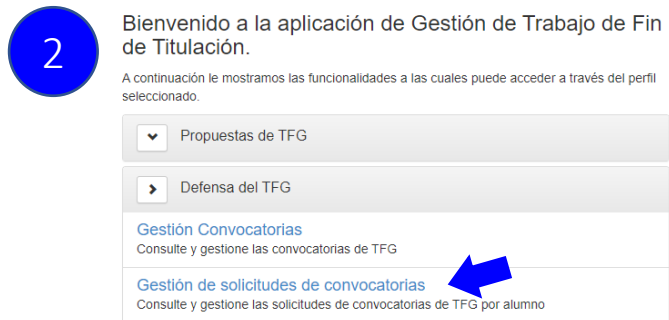 2
Bienvenido a la aplicación de Gestión de Trabajo de Fin
de Titulación.
A continuación le mostramos las funcionalidades a las cuales puede acceder a través del perfil
seleccionado.
Propuestas de TFG
Defensa del TFG
Gestión Convocatorias
Consulte y gestione las convocatorias de TFG
Gestión de solicitudes de convocatorias
Consulte y gestione las solicitudes de convocatorias de TFG por alumno